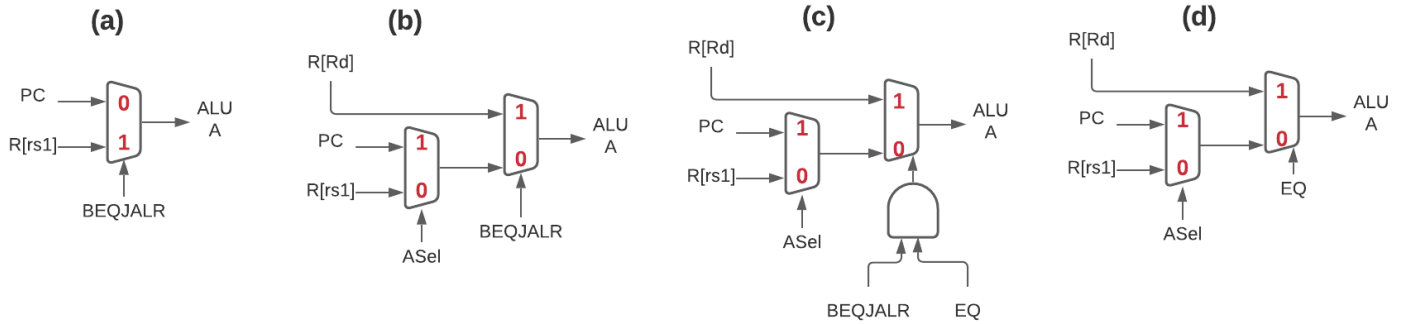 (a)
PC
R[rs1]
0
1
ALU
A
BEQJALR
(b)
R[Rd]
PC
R[rs1]
1
0
1
0
ALU
A
BEQJALR
ASel
(c)
R[Rd]
PC
R[rs1]
1
0
1
0
ALU
A
ASel
BEQJALR
EQ
(d)
R[Rd]
PC
R[rs1]
1
0
1
0
ALU
A
EQ
ASel